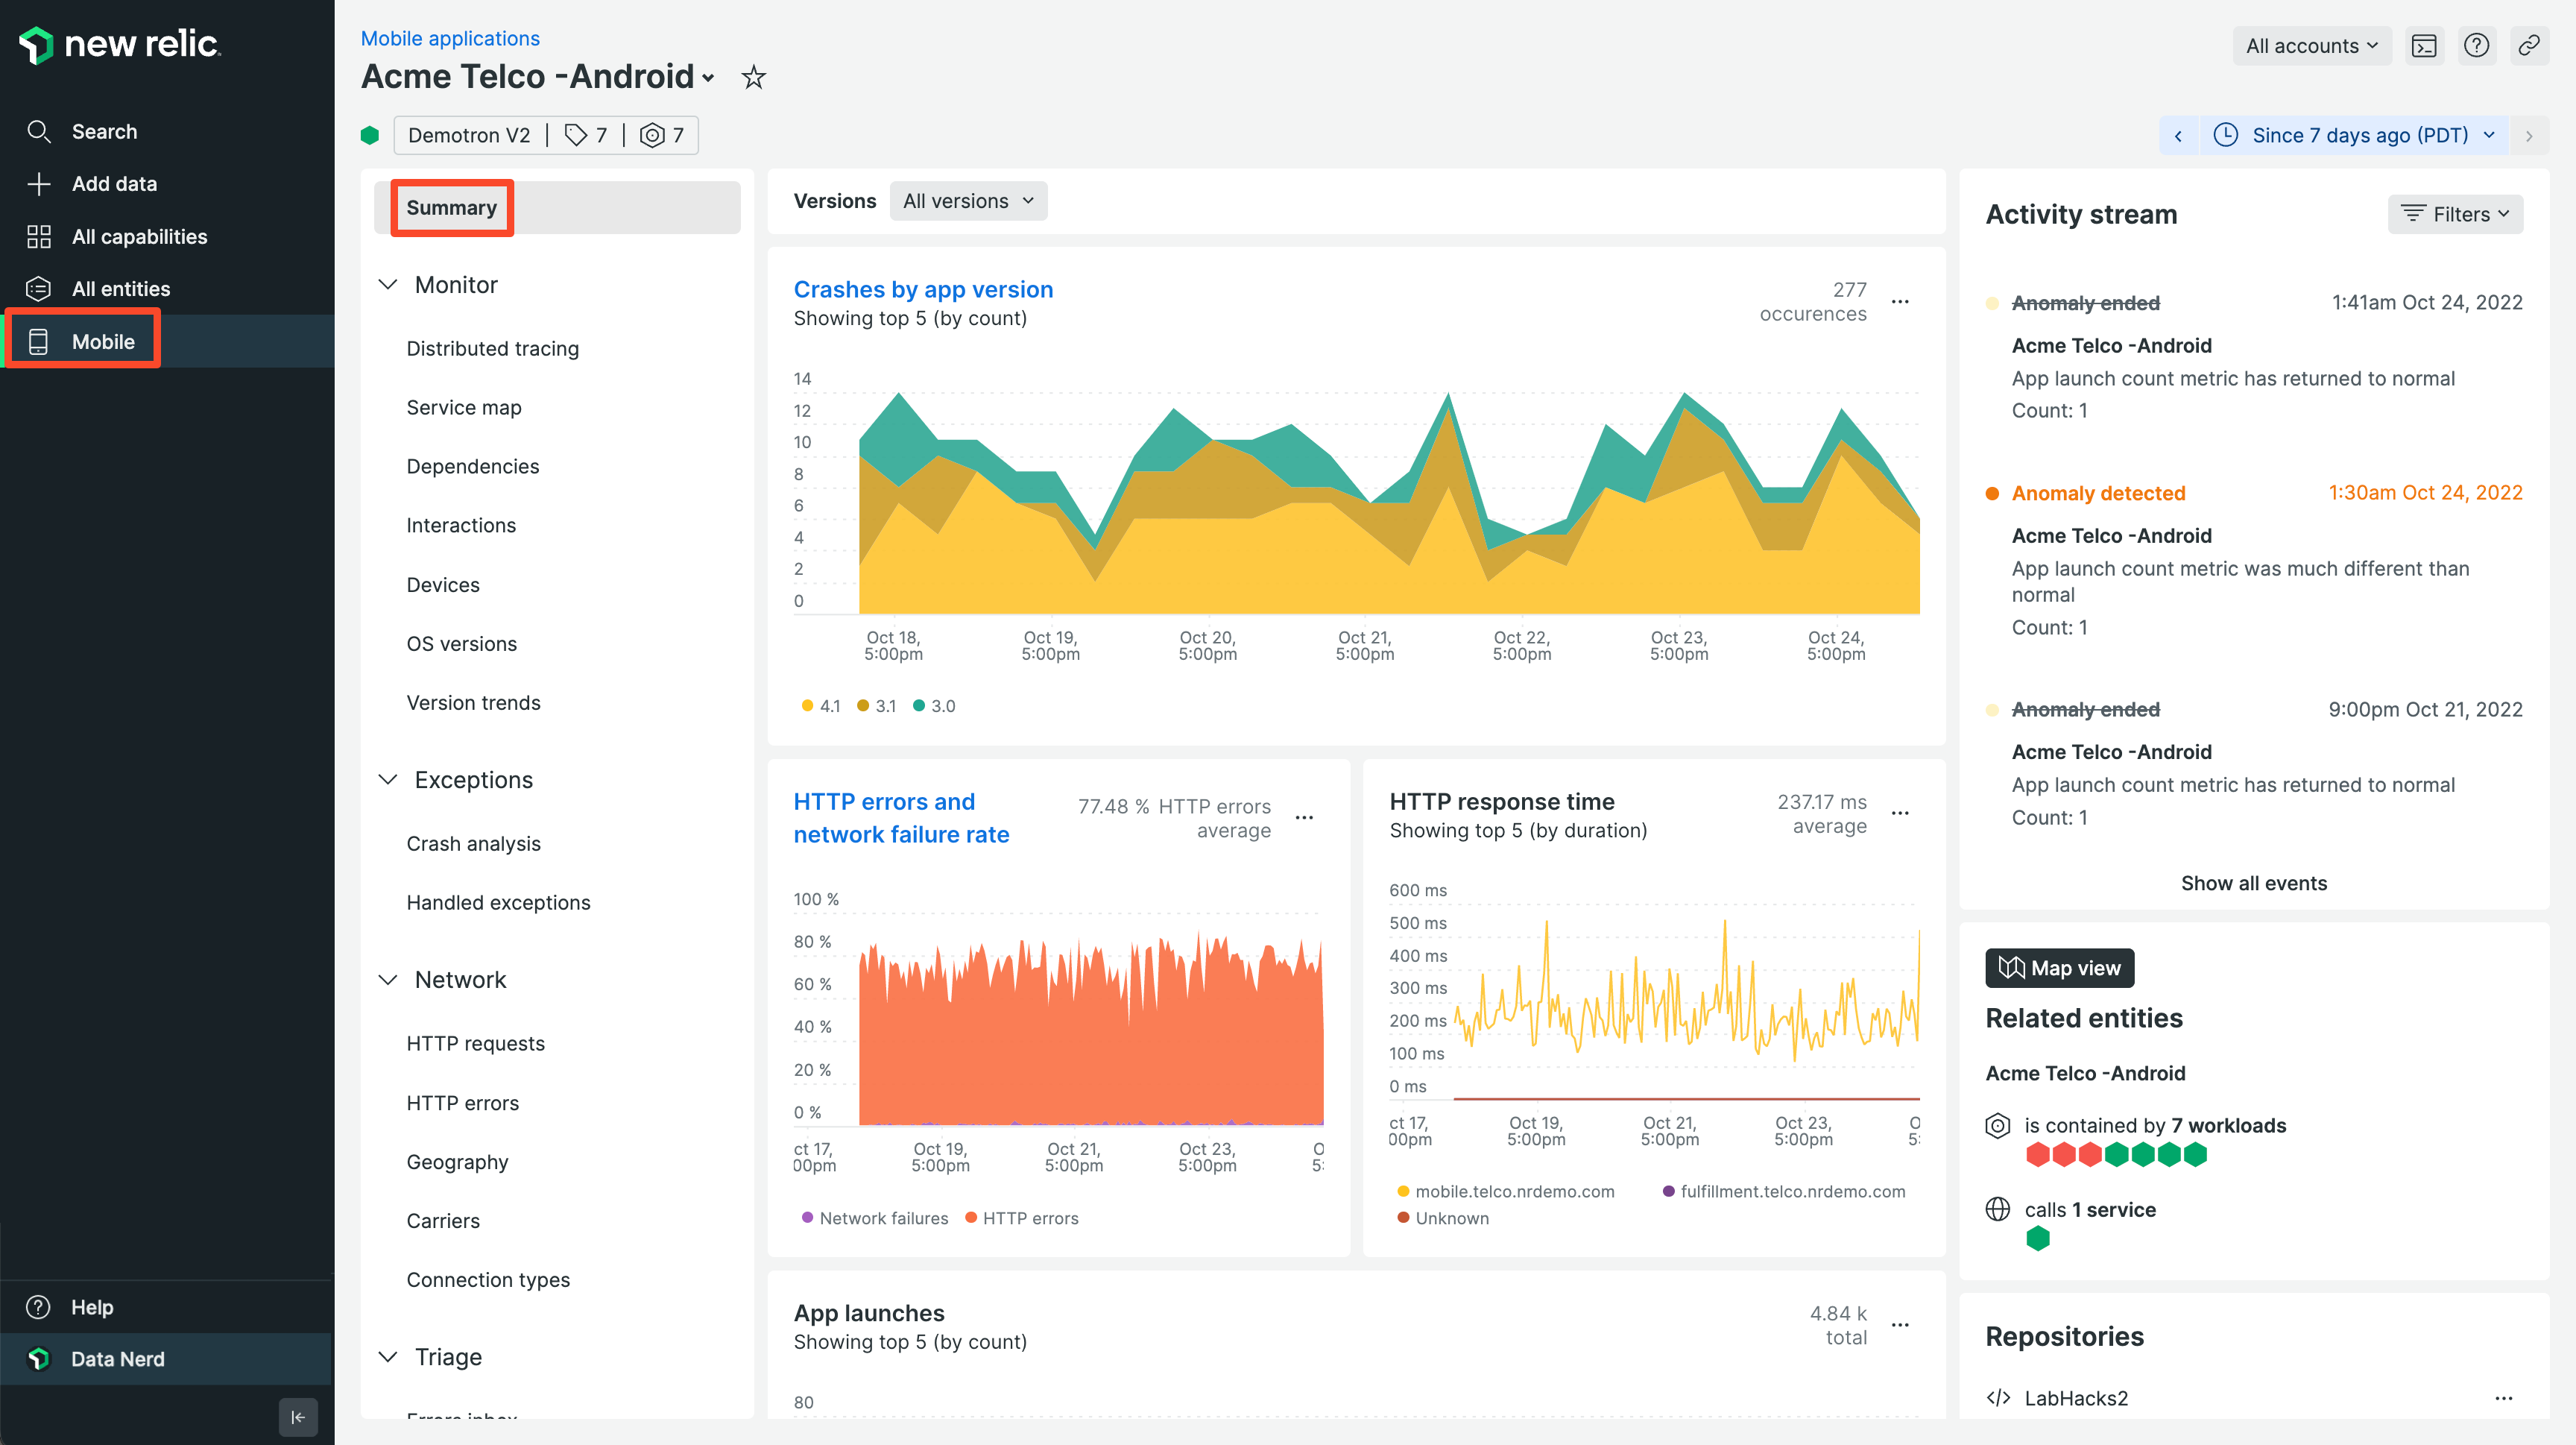 new relic.
Search
Add data
All capabilities
All entities
Mobile
Help
Data Nerd
Mobile applications
Acme Telco -Android
Demotron V2 | 7 | 7
All accounts
Since 7 days ago (PDT)
Summary
Monitor
Distributed tracing
Service map
Dependencies
Interactions
Devices
OS versions
Version trends
Exceptions
Crash analysis
Handled exceptions
Network
HTTP requests
HTTP errors
Geography
Carriers
Connection types
Triage
Versions All versions
Crashes by app version
Showing top 5 (by count)
277
occurences
14
12
10
8
6
4
2
0
Oct 18, Oct 19, Oct 20, Oct 21, Oct 22, Oct 23, Oct 24,
5:00pm 5:00pm 5:00pm 5:00pm 5:00pm 5:00pm 5:00pm
4.1 3.1 3.0
HTTP errors and
network failure rate
77.48 % HTTP errors
average
100 %
80 %
60 %
40 %
20 %
0 %
ct 17, Oct 19, Oct 21, Oct 23, O
00pm 5:00pm 5:00pm 5:00pm 5:
Network failures HTTP errors
HTTP response time
Showing top 5 (by duration)
237.17 ms
average
600 ms
500 ms
400 ms
300 ms
200 ms
100 ms
0 ms
ct 17, Oct 19, Oct 21, Oct 23, O
00pm 5:00pm 5:00pm 5:00pm 5:
mobile.telco.nrdemo.com fulfillment.telco.nrdemo.com
Unknown
App launches
Showing top 5 (by count)
4.84 k
total
80
Activity stream
Filters
Anomaly ended 1:41am Oct 24, 2022
Acme Telco -Android
App launch count metric has returned to normal
Count: 1
Anomaly detected 1:30am Oct 24, 2022
Acme Telco -Android
App launch count metric was much different than
normal
Count: 1
Anomaly ended 9:00pm Oct 21, 2022
Acme Telco -Android
App launch count metric has returned to normal
Count: 1
Show all events
Map view
Related entities
Acme Telco -Android
is contained by 7 workloads
calls 1 service
Repositories
LabHacks2